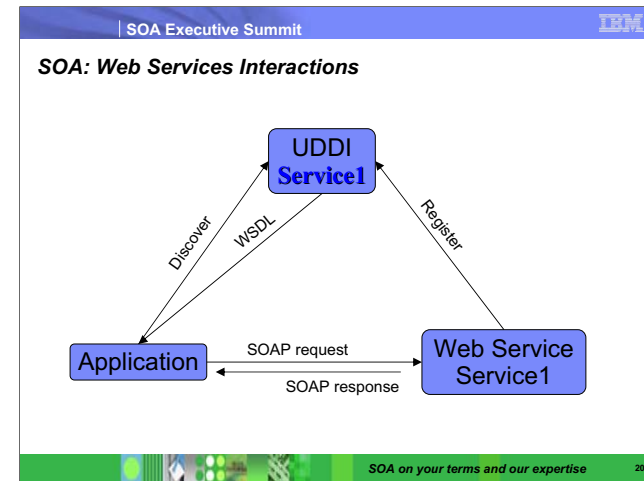 SOA Executive Summit
IBM
SOA: Web Services Interactions
UDDI
Service1
Discover
WSDL
Register
Application
SOAP request
SOAP response
Web Service
Service1
SOA on your terms and our expertise
20